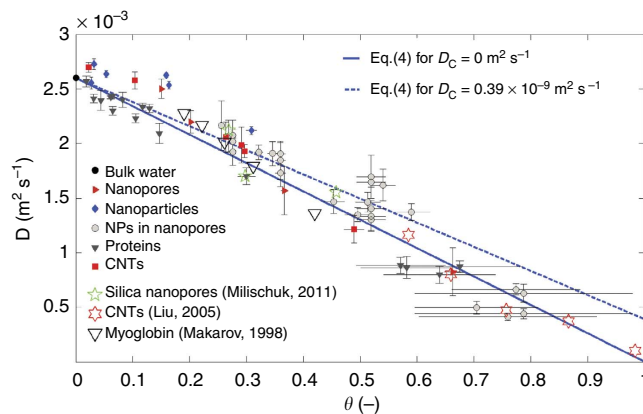 3 × 10⁻³
Eq.(4) for D_C = 0 m² s⁻¹
Eq.(4) for D_C = 0.39 × 10⁻⁹ m² s⁻¹
2.5
2
1.5
1
0.5
D (m² s⁻¹)
Bulk water
Nanopores
Nanoparticles
NPs in nanopores
Proteins
CNTs
Silica nanopores (Milischuk, 2011)
CNTs (Liu, 2005)
Myoglobin (Makarov, 1998)
0 0.1 0.2 0.3 0.4 0.5 0.6 0.7 0.8 0.9 1
θ (–)